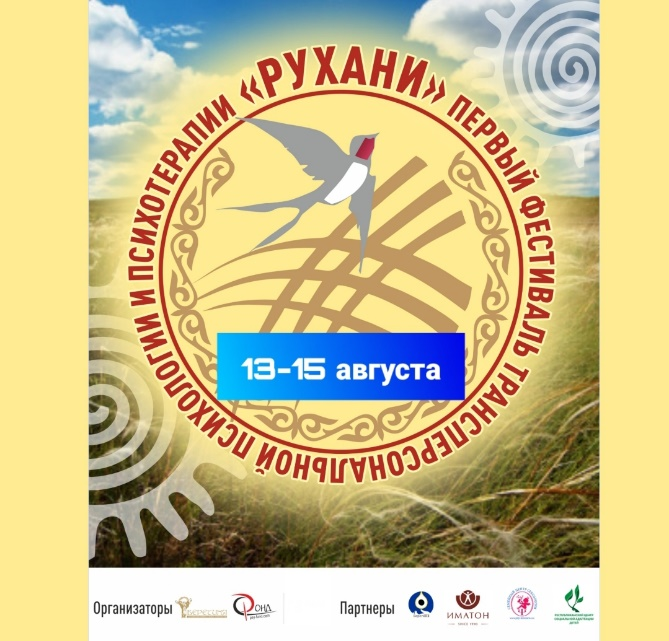 «РУХАНИ» ПЕРВЫЙ ФЕСТИВАЛЬ ТРАНСПЕРСОНАЛЬНОЙ ПСИХОЛОГИИ И ПСИХОТЕРАПИИ
13-15 августа
Организаторы
Партнеры
ИМАТОН